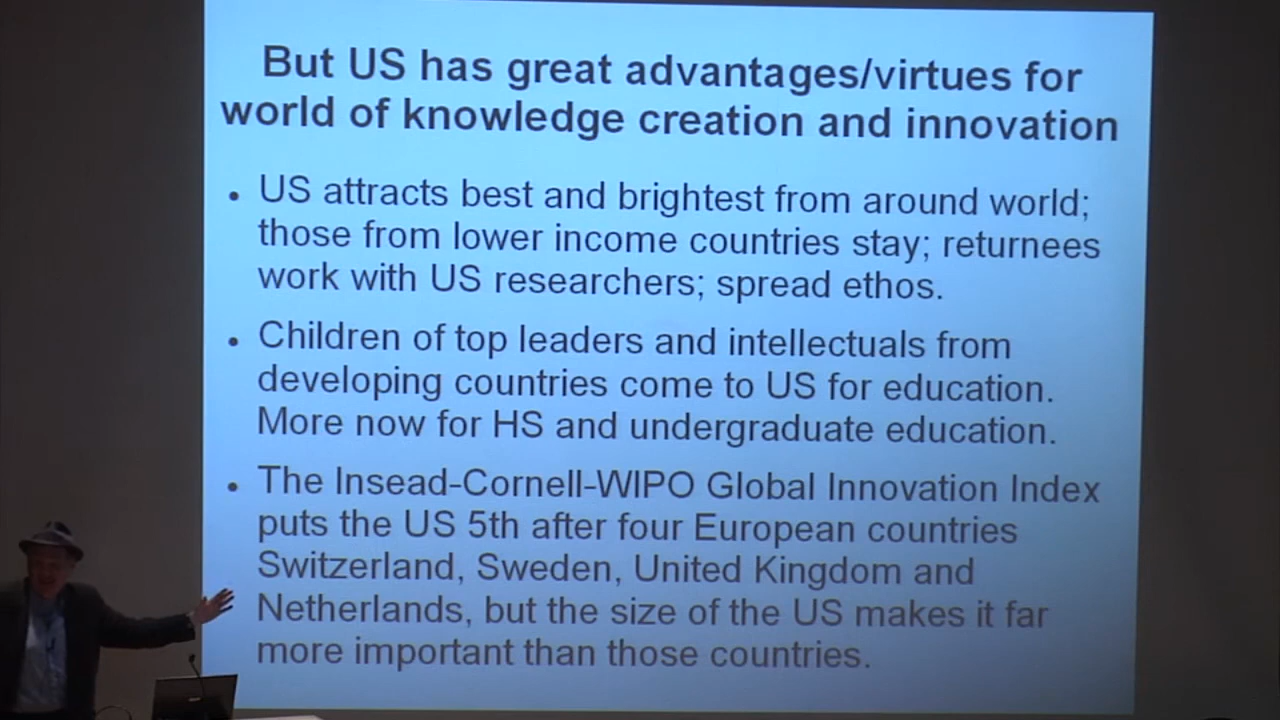 But US has great advantages/virtues for
world of knowledge creation and innovation
• US attracts best and brightest from around world;
those from lower income countries stay; returnees
work with US researchers; spread ethos.
• Children of top leaders and intellectuals from
developing countries come to US for education.
More now for HS and undergraduate education.
• The Insead-Cornell-WIPO Global Innovation Index
puts the US 5th after four European countries
Switzerland, Sweden, United Kingdom and
Netherlands, but the size of the US makes it far
more important than those countries.